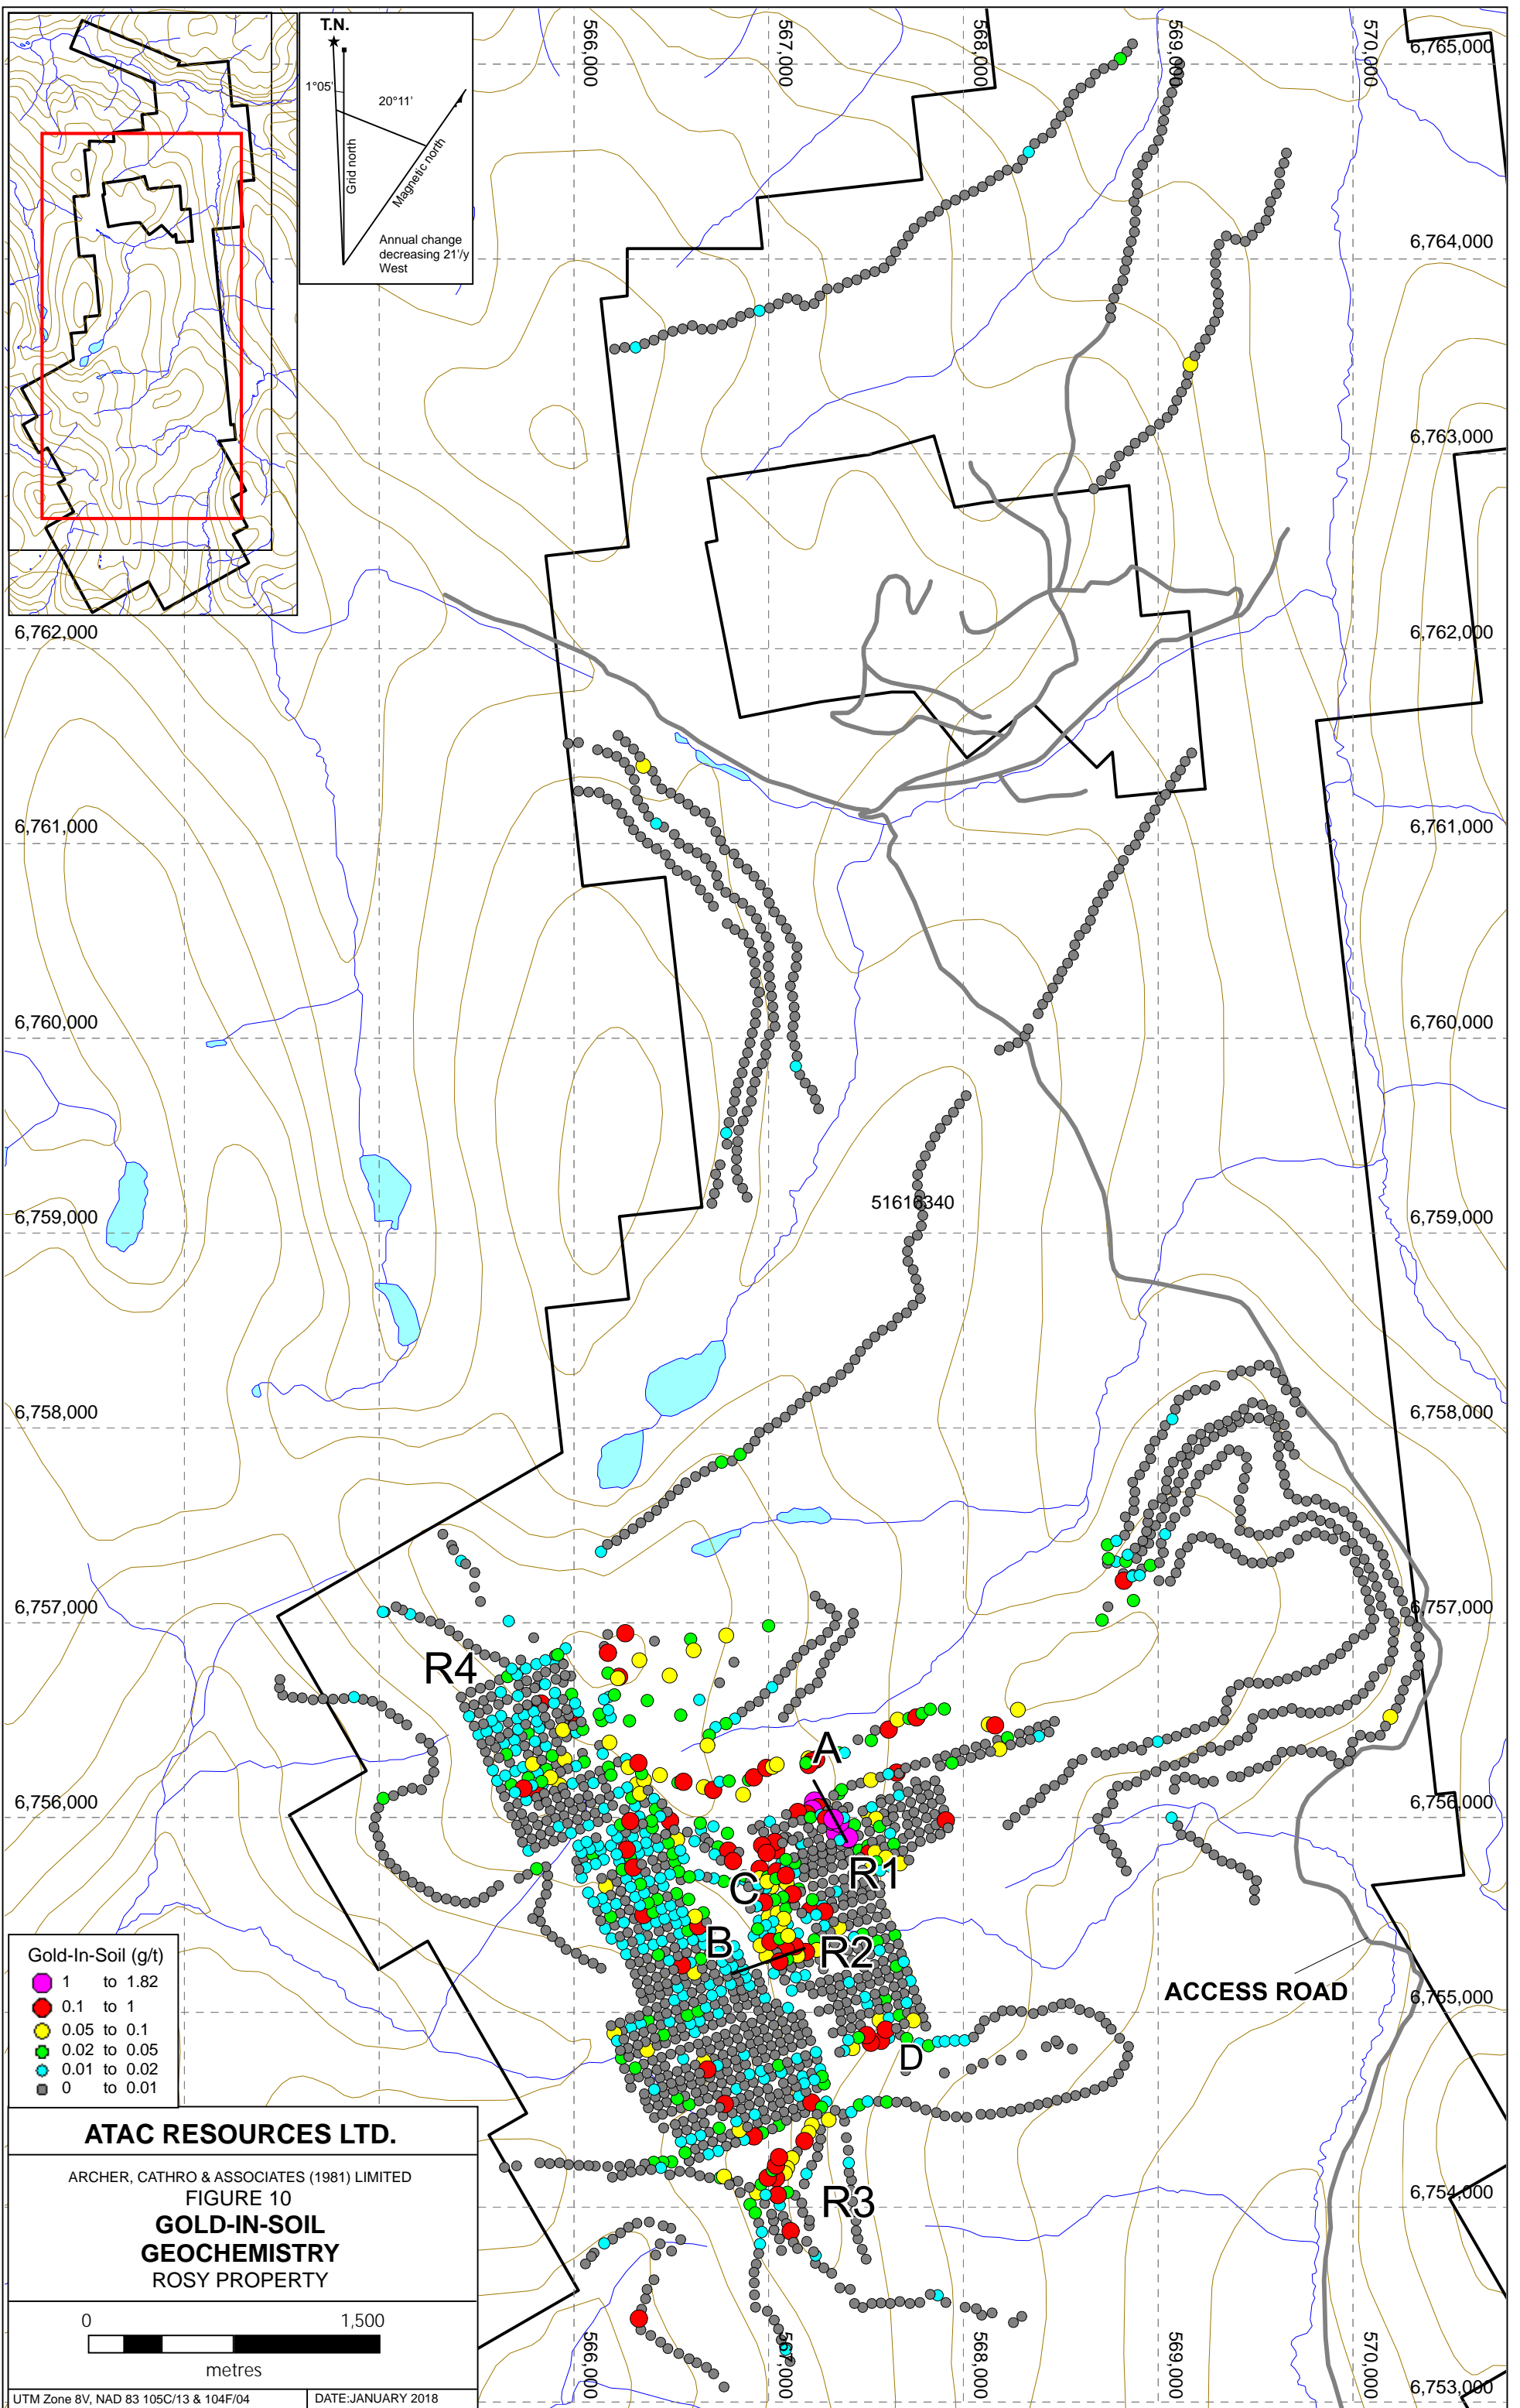 T.N.
1°05'
20°11'
Grid north
Magnetic north
Annual change
decreasing 21'/y
West
566,000
567,000
568,000
569,000
570,000
6,765,000
6,764,000
6,763,000
6,762,000
6,762,000
6,761,000
6,761,000
6,760,000
6,760,000
51616340
6,759,000
6,759,000
6,758,000
6,758,000
6,757,000
6,757,000
R4
A
6,756,000
6,756,000
R1
C
B
R2
ACCESS ROAD
6,755,000
D
R3
6,754,000
566,000
567,000
568,000
569,000
570,000
6,753,000
Gold-In-Soil (g/t)
1 to 1.82
0.1 to 1
0.05 to 0.1
0.02 to 0.05
0.01 to 0.02
0 to 0.01
ATAC RESOURCES LTD.
ARCHER, CATHRO & ASSOCIATES (1981) LIMITED
FIGURE 10
GOLD-IN-SOIL
GEOCHEMISTRY
ROSY PROPERTY
0 1,500
metres
UTM Zone 8V, NAD 83 105C/13 & 104F/04
DATE:JANUARY 2018